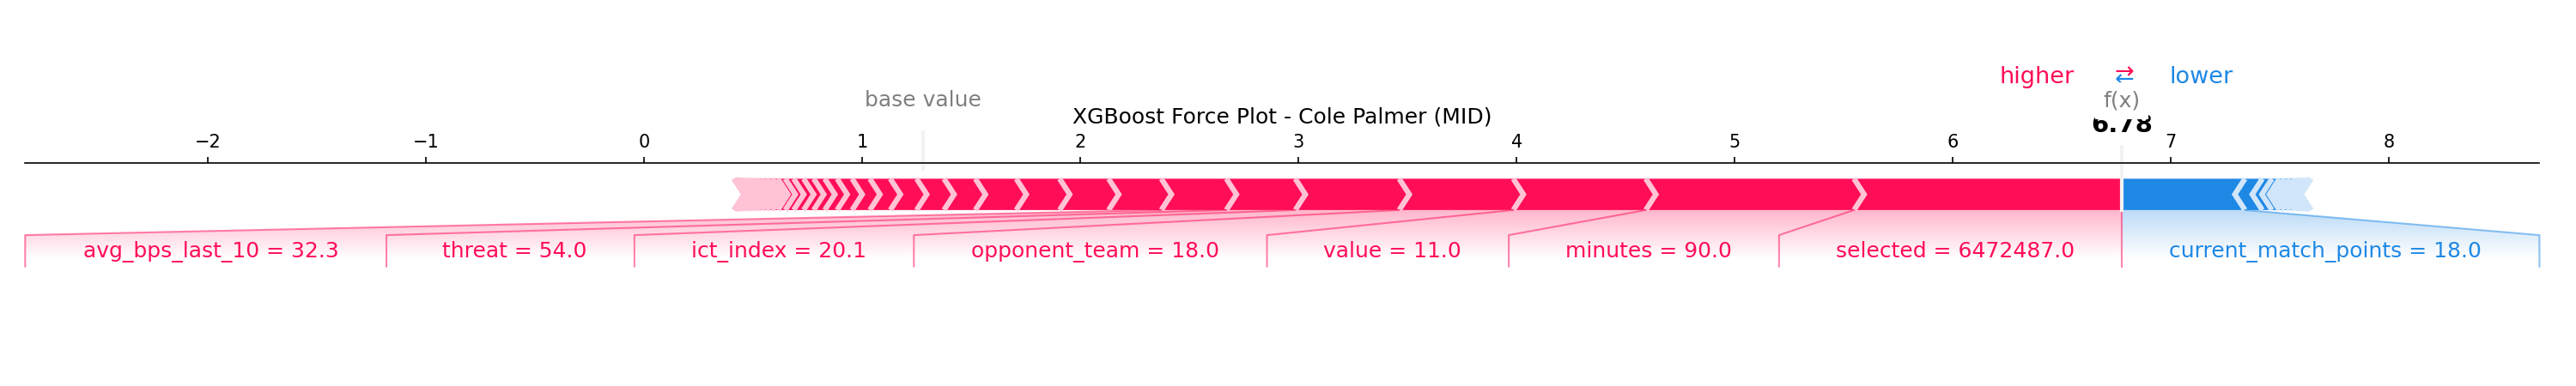 higher ⇄ lower
base value
f(x)
XGBoost Force Plot - Cole Palmer (MID)
6.78
−2 −1 0 1 2 3 4 5 6 7 8
avg_bps_last_10 = 32.3
threat = 54.0
ict_index = 20.1
opponent_team = 18.0
value = 11.0
minutes = 90.0
selected = 6472487.0
current_match_points = 18.0